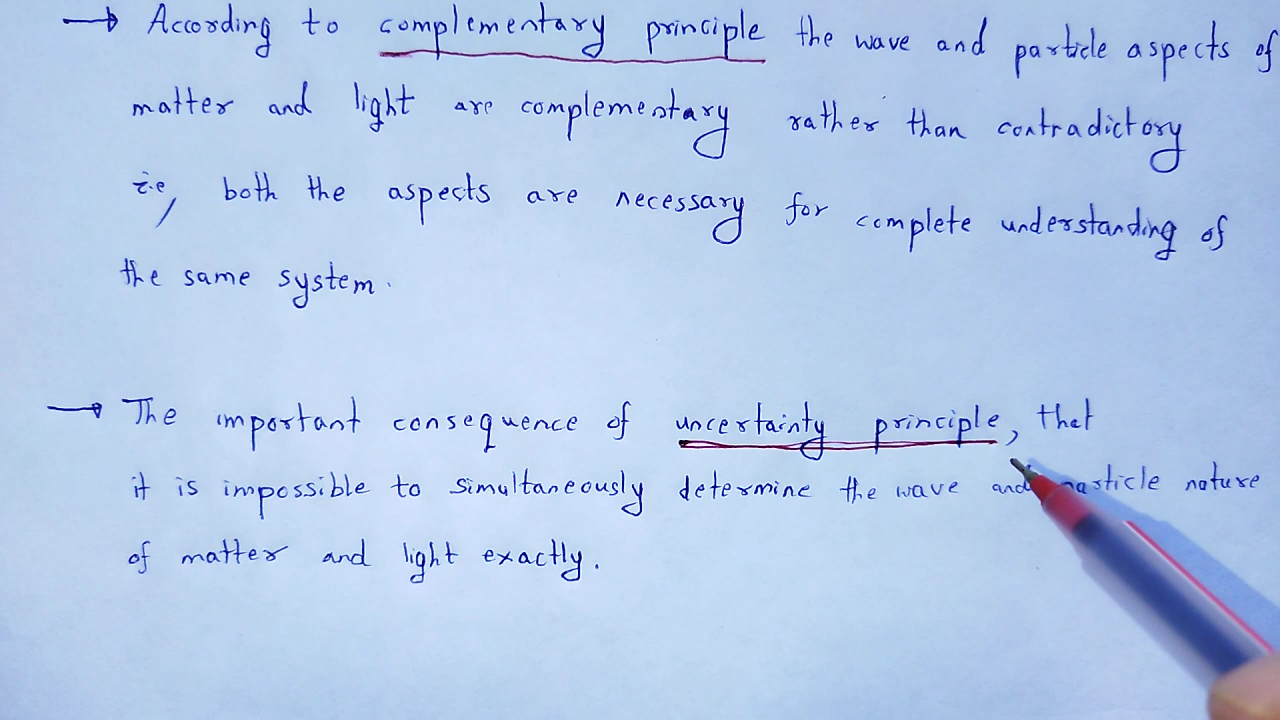 → According to complementary principle the wave and particle aspects of
matter and light are complementary rather than contradictory
i.e, both the aspects are necessary for complete understanding of
the same system.
→ The important consequence of uncertainty principle, that
it is impossible to simultaneously determine the wave and particle nature
of matter and light exactly.